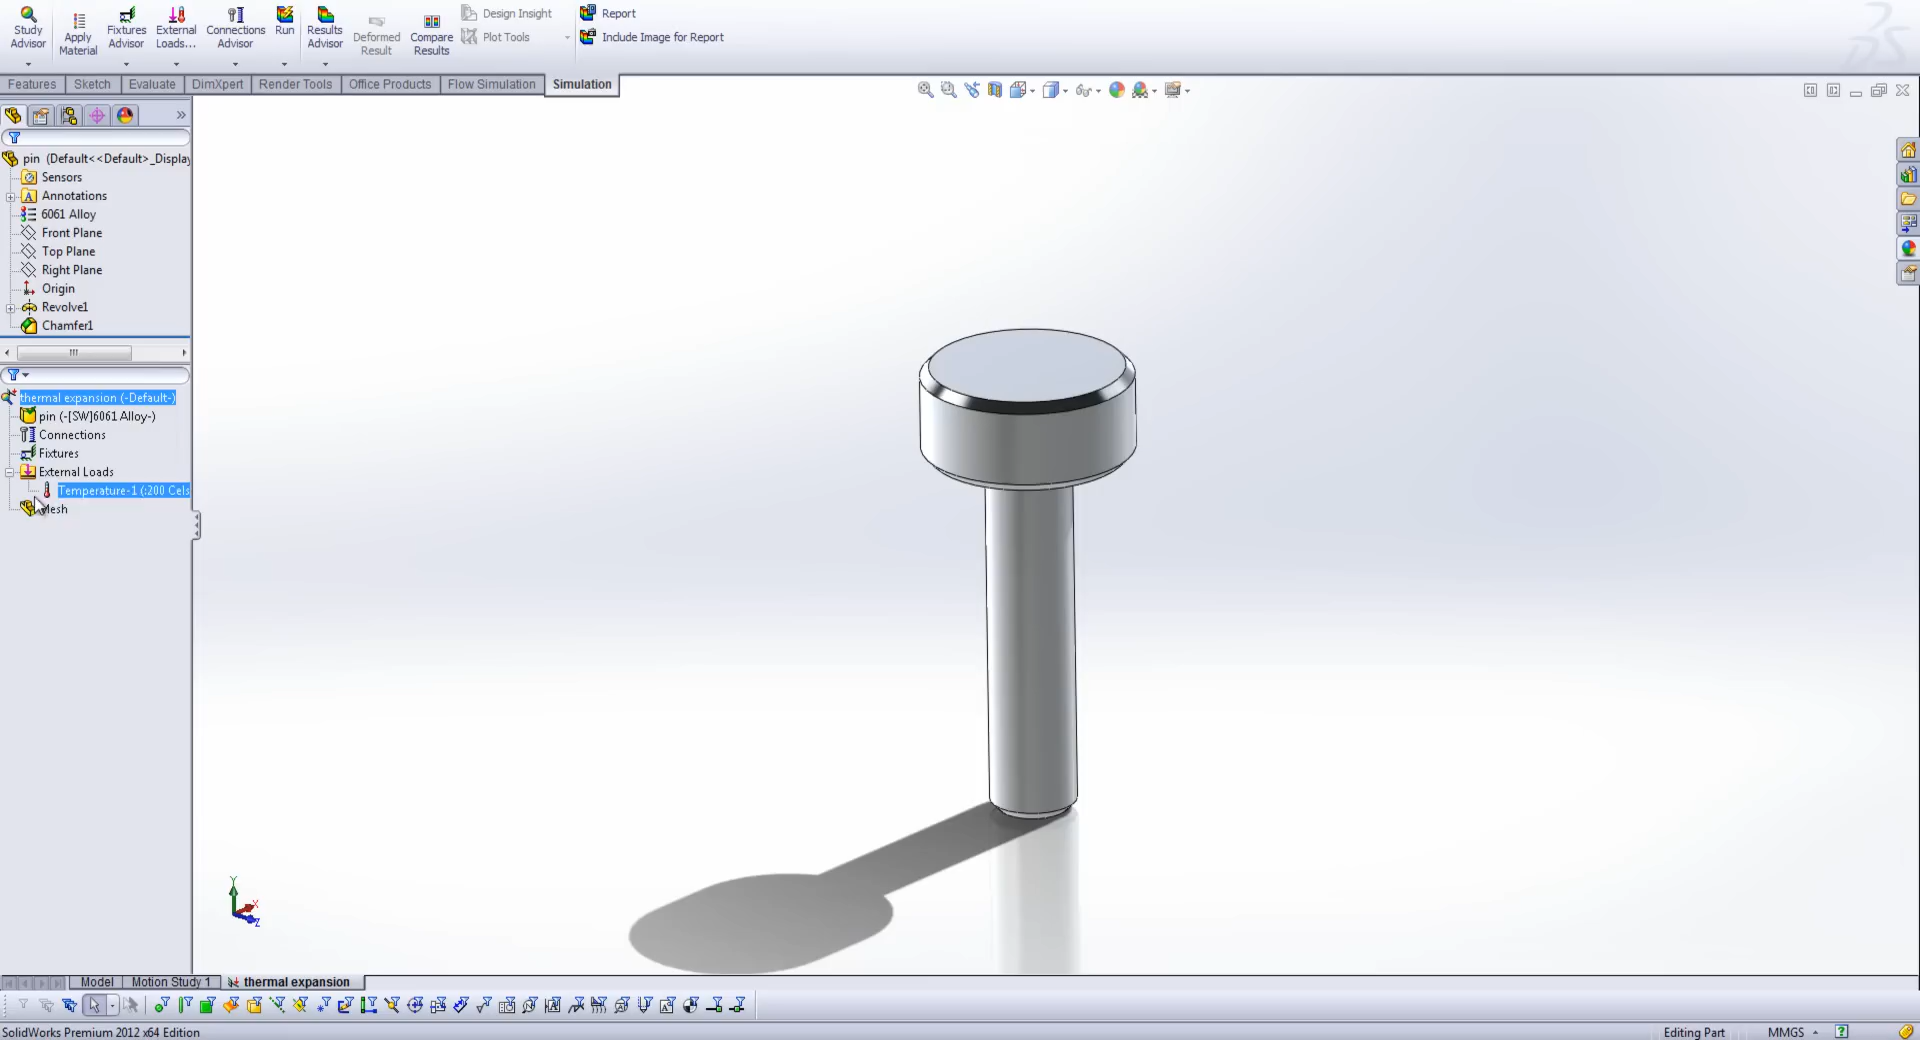 Study Advisor
Apply Material
Fixtures Advisor
External Loads...
Connections Advisor
Run
Results Advisor
Deformed Result
Compare Results
Design Insight
Plot Tools
Report
Include Image for Report
Features
Sketch
Evaluate
DimXpert
Render Tools
Office Products
Flow Simulation
Simulation
pin (Default<<Default>_Display
Sensors
Annotations
6061 Alloy
Front Plane
Top Plane
Right Plane
Origin
Revolve1
Chamfer1
thermal expansion (-Default-)
pin (-[SW]6061 Alloy-)
Connections
Fixtures
External Loads
Temperature-1 (:200 Cels
Mesh
Y
X
Z
Model
Motion Study 1
thermal expansion
SolidWorks Premium 2012 x64 Edition
Editing Part
MMGS